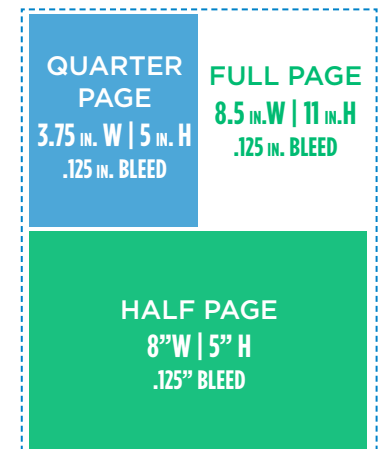 QUARTER
PAGE
3.75 IN. W | 5 IN. H
.125 IN. BLEED
FULL PAGE
8.5 IN.W | 11 IN.H
.125 IN. BLEED
HALF PAGE
8”W | 5” H
.125” BLEED